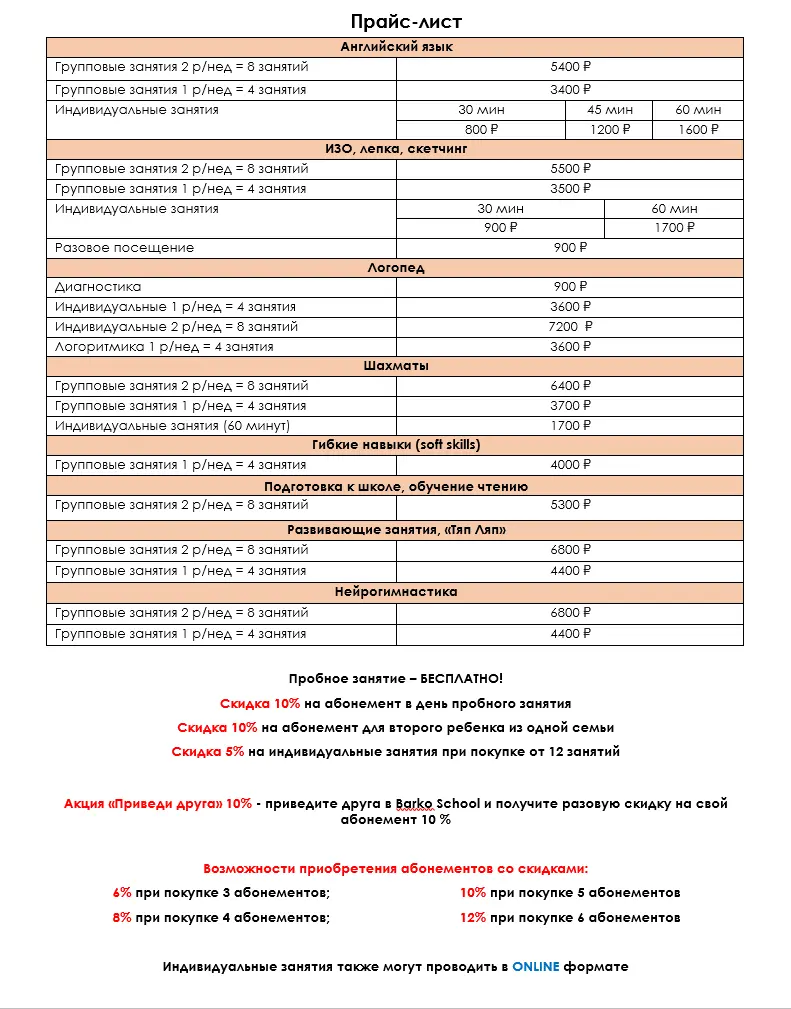 Прайс-лист
Английский язык
Групповые занятия 2 р/нед = 8 занятий 5400 ₽
Групповые занятия 1 р/нед = 4 занятия 3400 ₽
Индивидуальные занятия 30 мин 45 мин 60 мин
800 ₽ 1200 ₽ 1600 ₽
ИЗО, лепка, скетчинг
Групповые занятия 2 р/нед = 8 занятий 5500 ₽
Групповые занятия 1 р/нед = 4 занятия 3500 ₽
Индивидуальные занятия 30 мин 60 мин
900 ₽ 1700 ₽
Разовое посещение 900 ₽
Логопед
Диагностика 900 ₽
Индивидуальные 1 р/нед = 4 занятия 3600 ₽
Индивидуальные 2 р/нед = 8 занятий 7200 ₽
Логоритмика 1 р/нед = 4 занятия 3600 ₽
Шахматы
Групповые занятия 2 р/нед = 8 занятий 6400 ₽
Групповые занятия 1 р/нед = 4 занятия 3700 ₽
Индивидуальные занятия (60 минут) 1700 ₽
Гибкие навыки (soft skills)
Групповые занятия 1 р/нед = 4 занятия 4000 ₽
Подготовка к школе, обучение чтению
Групповые занятия 2 р/нед = 8 занятий 5300 ₽
Развивающие занятия, «Тяп Ляп»
Групповые занятия 2 р/нед = 8 занятий 6800 ₽
Групповые занятия 1 р/нед = 4 занятия 4400 ₽
Нейрогимнастика
Групповые занятия 2 р/нед = 8 занятий 6800 ₽
Групповые занятия 1 р/нед = 4 занятия 4400 ₽
Пробное занятие – БЕСПЛАТНО!
Скидка 10% на абонемент в день пробного занятия
Скидка 10% на абонемент для второго ребенка из одной семьи
Скидка 5% на индивидуальные занятия при покупке от 12 занятий
Акция «Приведи друга» 10% - приведите друга в Barko School и получите разовую скидку на свой
абонемент 10 %
Возможности приобретения абонементов со скидками:
6% при покупке 3 абонементов; 10% при покупке 5 абонементов
8% при покупке 4 абонементов; 12% при покупке 6 абонементов
Индивидуальные занятия также могут проводить в ONLINE формате